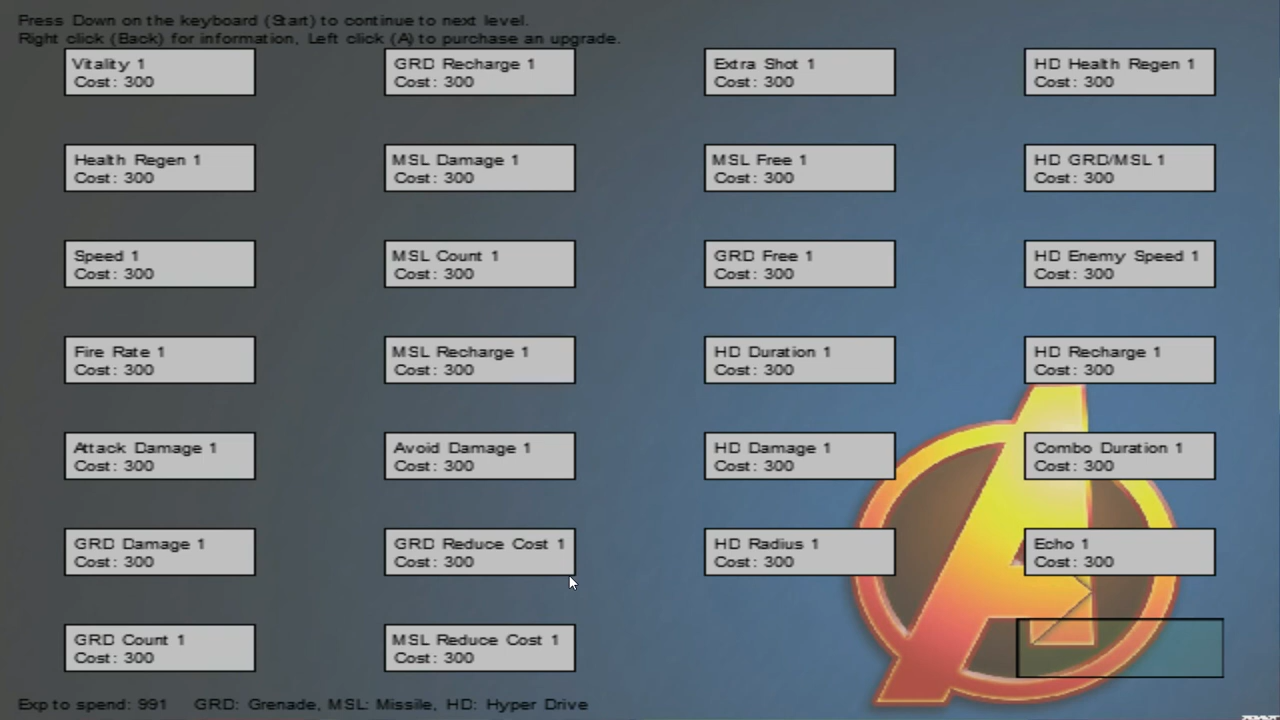 Press Down on the keyboard (Start) to continue to next level.
Right click (Back) for information, Left click (A) to purchase an upgrade.
Vitality 1
Cost: 300
GRD Recharge 1
Cost: 300
Extra Shot 1
Cost: 300
HD Health Regen 1
Cost: 300
Health Regen 1
Cost: 300
MSL Damage 1
Cost: 300
MSL Free 1
Cost: 300
HD GRD/MSL 1
Cost: 300
Speed 1
Cost: 300
MSL Count 1
Cost: 300
GRD Free 1
Cost: 300
HD Enemy Speed 1
Cost: 300
Fire Rate 1
Cost: 300
MSL Recharge 1
Cost: 300
HD Duration 1
Cost: 300
HD Recharge 1
Cost: 300
Attack Damage 1
Cost: 300
Avoid Damage 1
Cost: 300
HD Damage 1
Cost: 300
Combo Duration 1
Cost: 300
GRD Damage 1
Cost: 300
GRD Reduce Cost 1
Cost: 300
HD Radius 1
Cost: 300
Echo 1
Cost: 300
GRD Count 1
Cost: 300
MSL Reduce Cost 1
Cost: 300
Exp to spend: 991 GRD: Grenade, MSL: Missile, HD: Hyper Drive